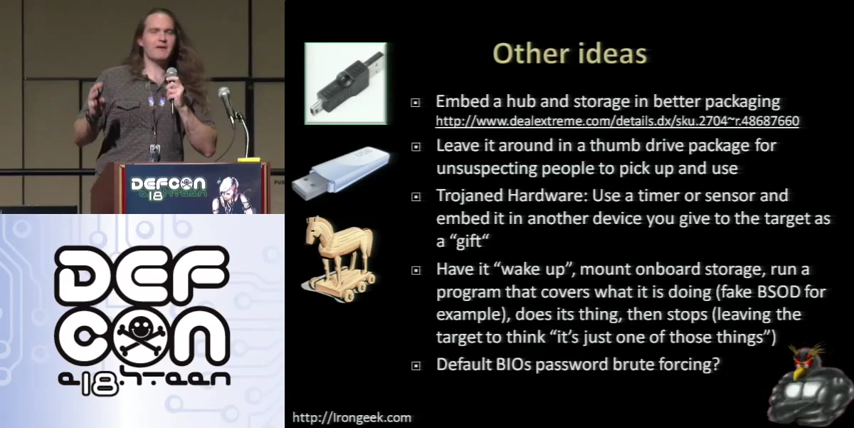 DEFCON
18
DEF
CON
e18hteen
Other ideas
Embed a hub and storage in better packaging
http://www.dealextreme.com/details.dx/sku.2704~r.48687660
Leave it around in a thumb drive package for
unsuspecting people to pick up and use
Trojaned Hardware: Use a timer or sensor and
embed it in another device you give to the target as
a “gift“
Have it “wake up”, mount onboard storage, run a
program that covers what it is doing (fake BSOD for
example), does its thing, then stops (leaving the
target to think “it’s just one of those things”)
Default BIOs password brute forcing?
http://Irongeek.com